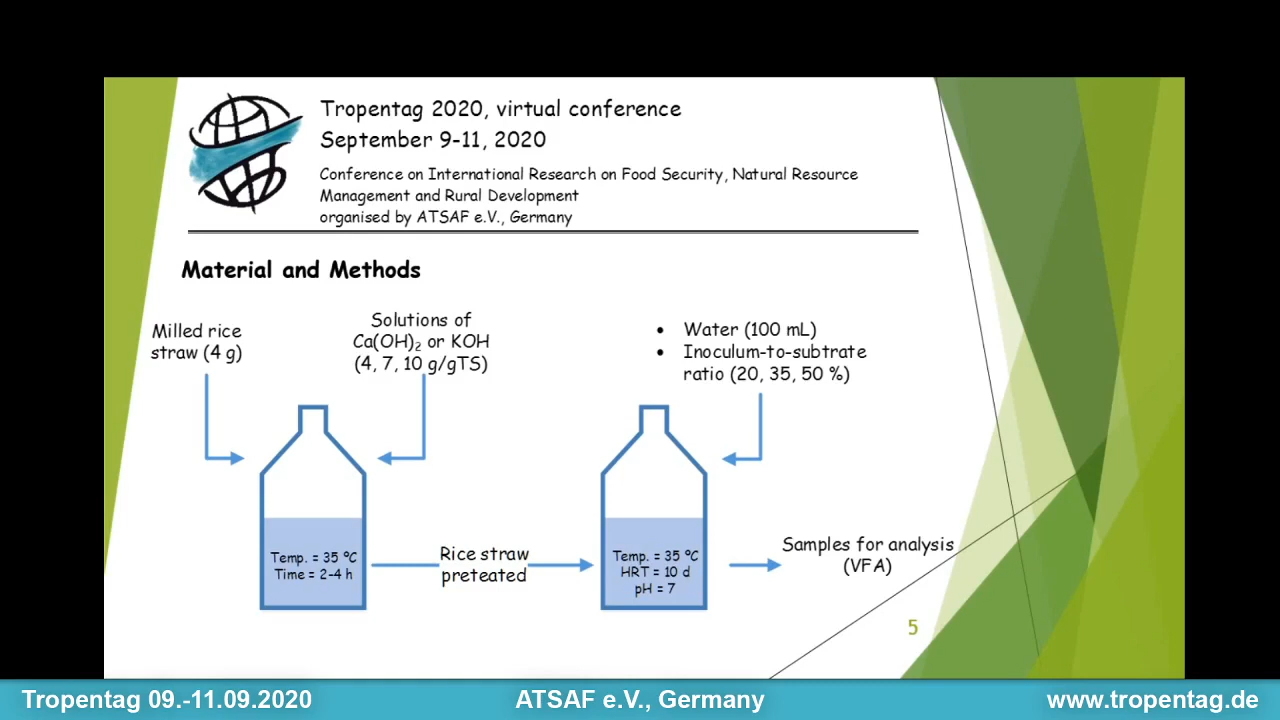 Tropentag 2020, virtual conference
September 9-11, 2020
Conference on International Research on Food Security, Natural Resource
Management and Rural Development
organised by ATSAF e.V., Germany
Material and Methods
Milled rice
straw (4 g)
Solutions of
Ca(OH)₂ or KOH
(4, 7, 10 g/gTS)
• Water (100 mL)
• Inoculum-to-subtrate
ratio (20, 35, 50 %)
Temp. = 35 ºC
Time = 2-4 h
Rice straw
preteated
Temp. = 35 ºC
HRT = 10 d
pH = 7
Samples for analysis
(VFA)
5
Tropentag 09.-11.09.2020
ATSAF e.V., Germany
www.tropentag.de